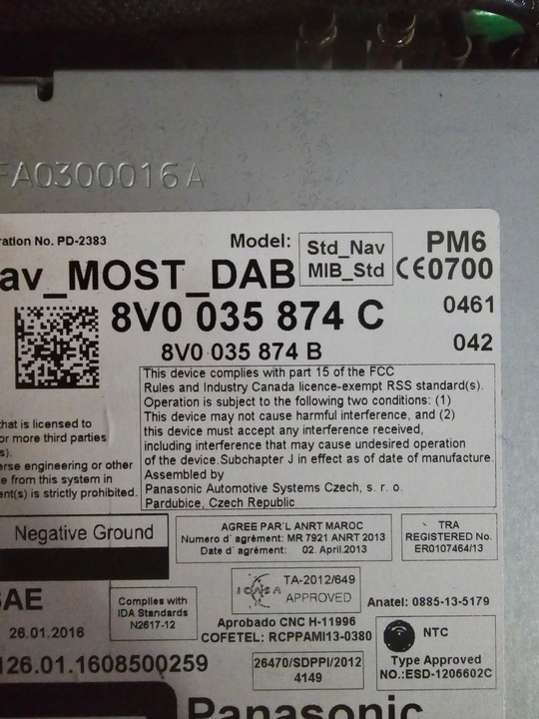 FA0300016A
ration No. PD-2383
Model:
Std_Nav
MIB_Std
PM6
CE0700
av_MOST_DAB
8V0 035 874 C
0461
8V0 035 874 B
042
This device complies with part 15 of the FCC
Rules and Industry Canada licence-exempt RSS standard(s).
Operation is subject to the following two conditions: (1)
This device may not cause harmful interference, and (2)
this device must accept any interference received,
including interference that may cause undesired operation
of the device.Subchapter J in effect as of date of manufacture.
Assembled by
Panasonic Automotive Systems Czech, s. r. o.
Pardubice, Czech Republic
that is licensed to
or more third parties
s).
erse engineering or other
e from this system in
ent(s) is strictly prohibited.
Negative Ground
AGREE PAR'L ANRT MAROC
Numero d' agrément: MR 7921 ANRT 2013
Date d' agrément: 02. April.2013
TRA
REGISTERED No.
ER0107464/13
SAE
26.01.2016
Complies with
IDA Standards
N2617-12
ICASA
TA-2012/649
APPROVED
Anatel: 0885-13-5179
Aprobado CNC H-11996
COFETEL: RCPPAMI13-0380
NTC
Type Approved
NO.:ESD-1206602C
126.01.1608500259
26470/SDPPI/2012
4149
Panasonic